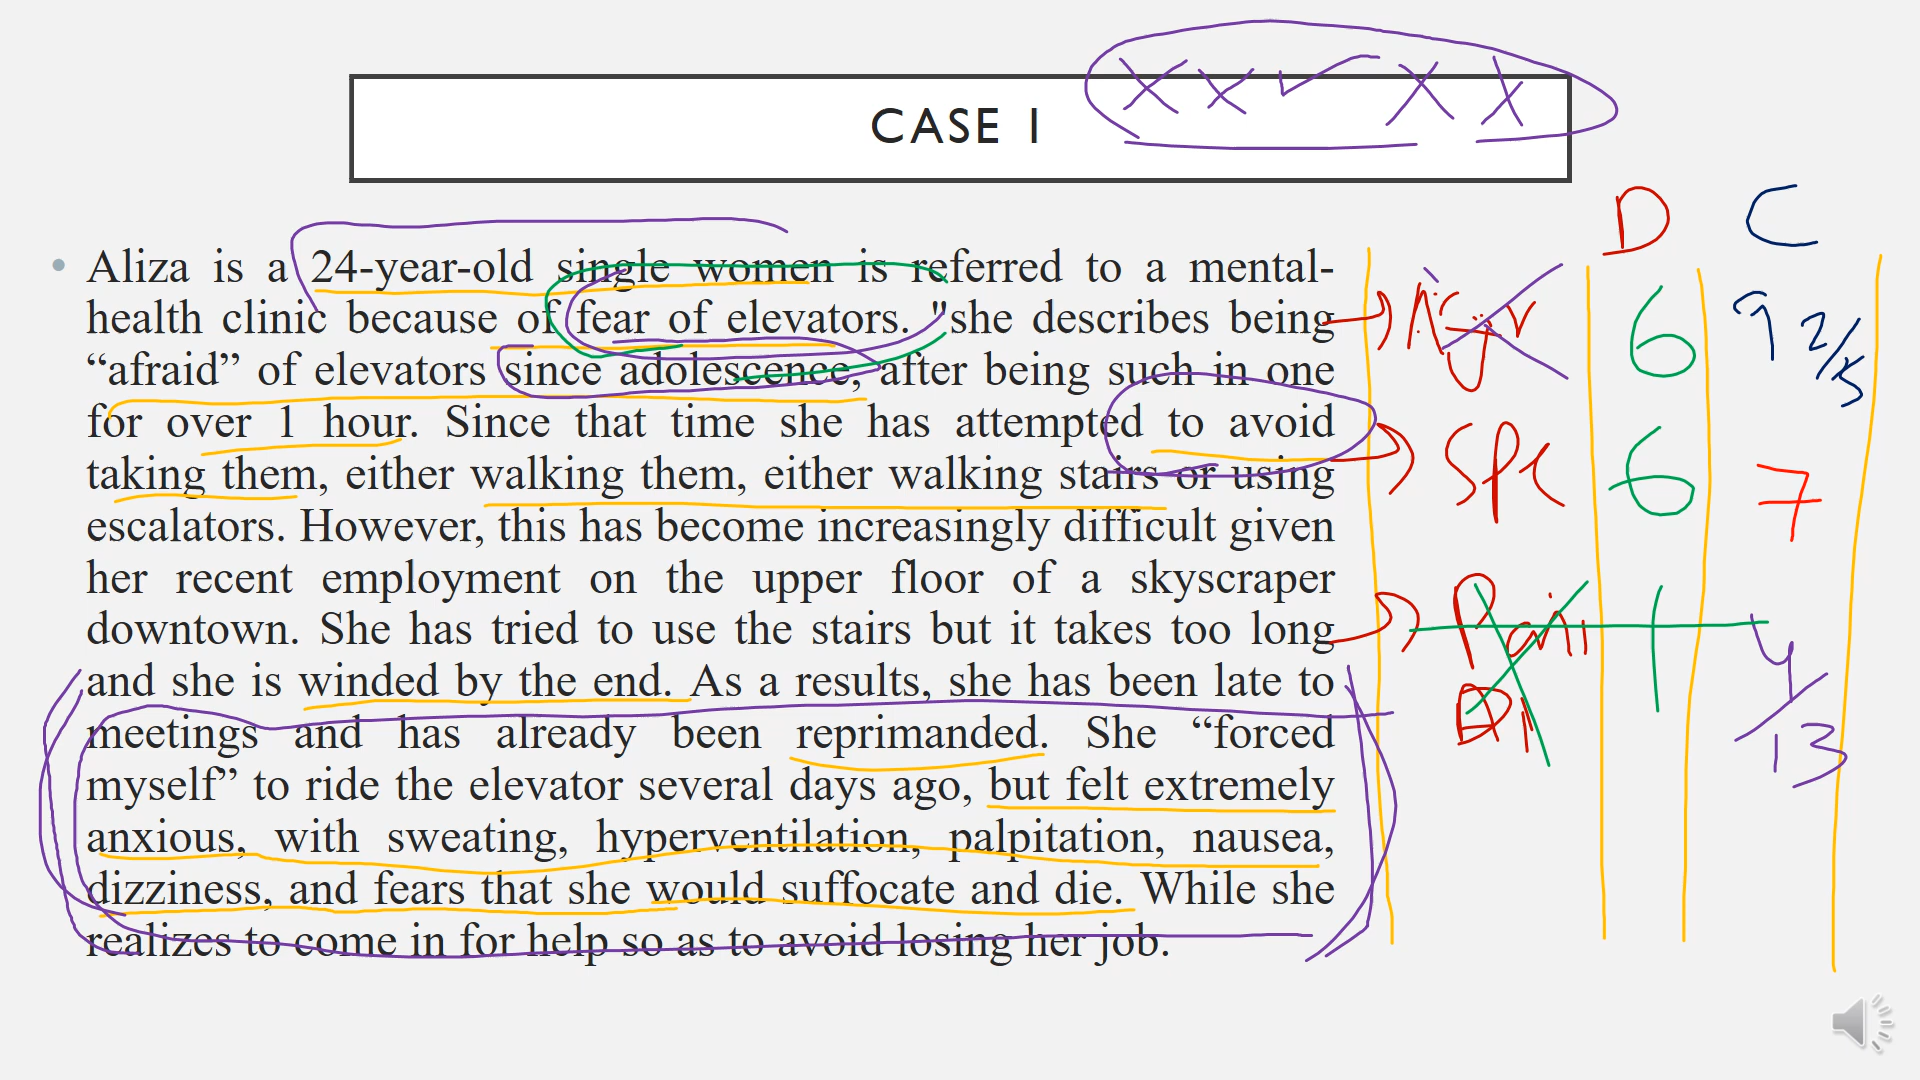 CASE 1
• Aliza is a 24-year-old single women is referred to a mental-
health clinic because of fear of elevators. "she describes being
“afraid” of elevators since adolescence, after being such in one
for over 1 hour. Since that time she has attempted to avoid
taking them, either walking them, either walking stairs or using
escalators. However, this has become increasingly difficult given
her recent employment on the upper floor of a skyscraper
downtown. She has tried to use the stairs but it takes too long
and she is winded by the end. As a results, she has been late to
meetings and has already been reprimanded. She “forced
myself” to ride the elevator several days ago, but felt extremely
anxious, with sweating, hyperventilation, palpitation, nausea,
dizziness, and fears that she would suffocate and die. While she
realizes to come in for help so as to avoid losing her job.
D C
6
6 7
1 4/13